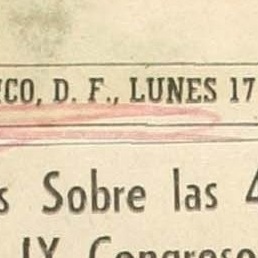 ICO, D. F., LUNES 17
s Sobre las 4
IX Congreso